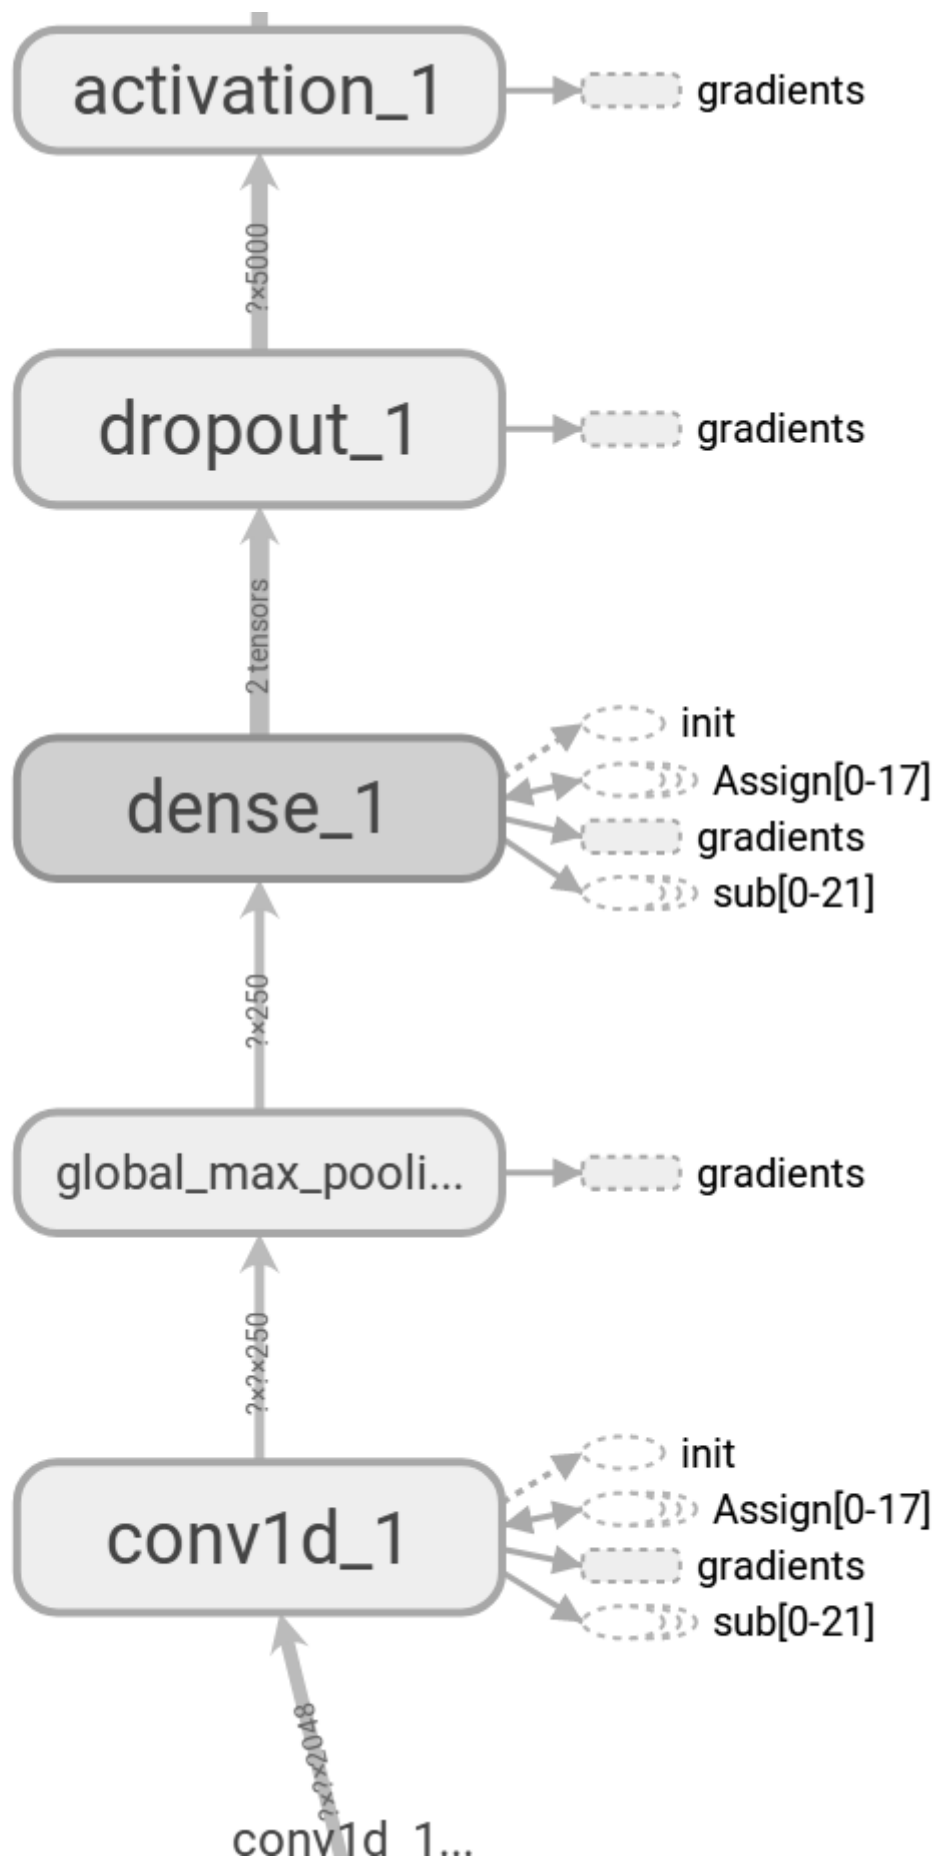 activation_1
gradients
?×5000
dropout_1
gradients
2 tensors
init
Assign[0-17]
dense_1
gradients
sub[0-21]
?×250
global_max_pooli...
gradients
?×?×250
init
Assign[0-17]
conv1d_1
gradients
sub[0-21]
?×?×2048
conv1d_1...